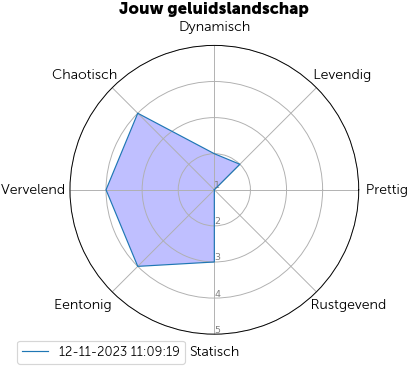 Jouw geluidslandschap
Dynamisch
Chaotisch
Levendig
Vervelend
1
Prettig
2
3
4
Eentonig
Rustgevend
5
12-11-2023 11:09:19
Statisch